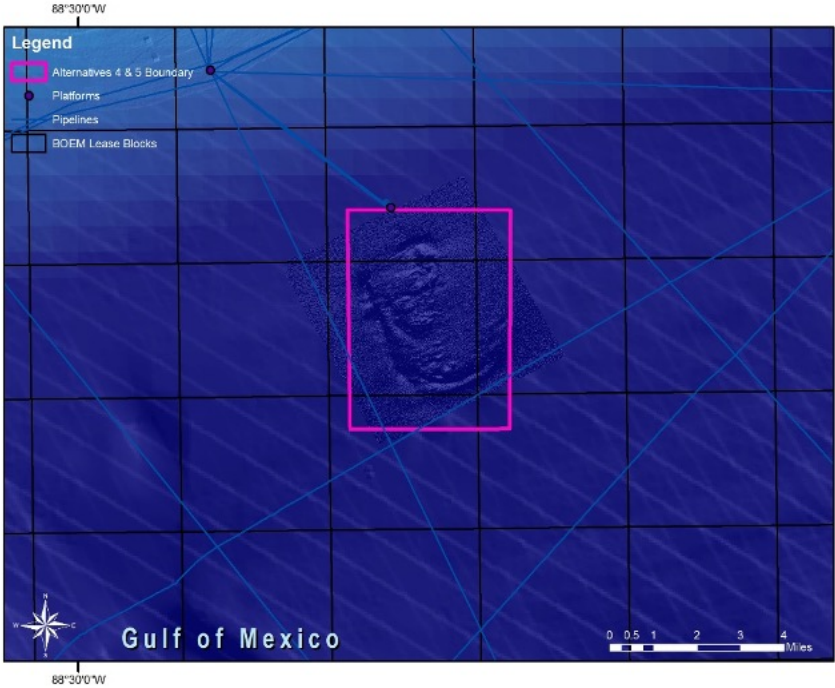 88°30'0"W
Legend
Alternatives 4 & 5 Boundary
Platforms
Pipelines
BOEM Lease Blocks
N
W
S
Gulf of Mexico
0 0.5 1 2 3 4
Miles
88°30'0"W